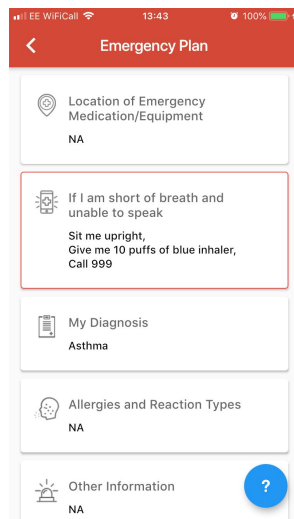 EE WiFiCall 13:43 100%
Emergency Plan
Location of Emergency
Medication/Equipment
NA
If I am short of breath and
unable to speak
Sit me upright,
Give me 10 puffs of blue inhaler,
Call 999
My Diagnosis
Asthma
Allergies and Reaction Types
NA
Other Information
NA
?